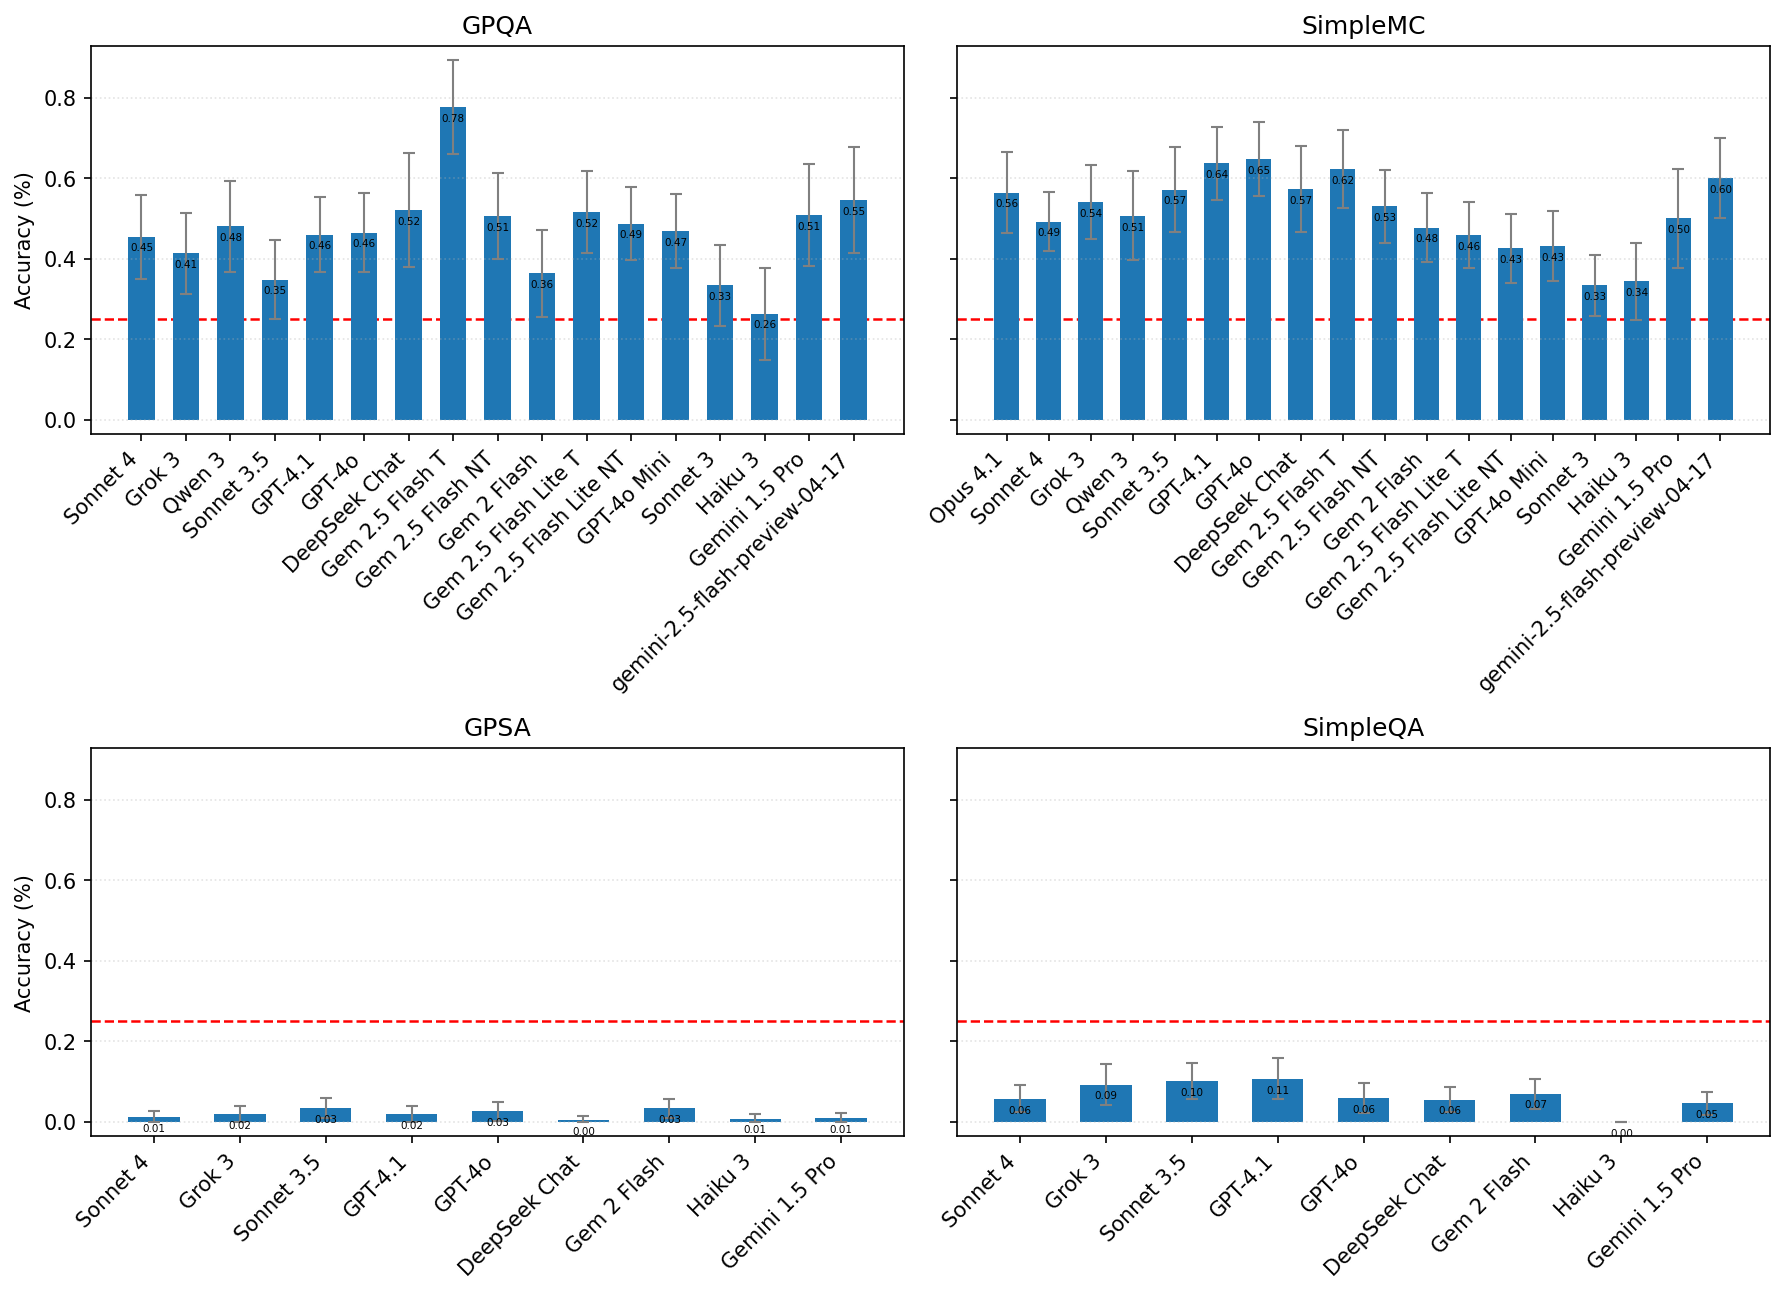 GPQA
Accuracy (%)
0.8
0.6
0.4
0.2
0.0
0.45
0.41
0.48
0.35
0.46
0.46
0.52
0.78
0.51
0.36
0.52
0.49
0.47
0.33
0.26
0.51
0.55
Sonnet 4
Grok 3
Qwen 3
Sonnet 3.5
GPT-4.1
GPT-4o
DeepSeek Chat
Gem 2.5 Flash T
Gem 2.5 Flash NT
Gem 2 Flash
Gem 2.5 Flash Lite T
Gem 2.5 Flash Lite NT
GPT-4o Mini
Sonnet 3
Haiku 3
Gemini 1.5 Pro
gemini-2.5-flash-preview-04-17
SimpleMC
0.56
0.49
0.54
0.51
0.57
0.64
0.65
0.57
0.62
0.53
0.48
0.46
0.43
0.43
0.33
0.34
0.50
0.60
Opus 4.1
Sonnet 4
Grok 3
Qwen 3
Sonnet 3.5
GPT-4.1
GPT-4o
DeepSeek Chat
Gem 2.5 Flash T
Gem 2.5 Flash NT
Gem 2 Flash
Gem 2.5 Flash Lite T
Gem 2.5 Flash Lite NT
GPT-4o Mini
Sonnet 3
Haiku 3
Gemini 1.5 Pro
gemini-2.5-flash-preview-04-17
GPSA
Accuracy (%)
0.8
0.6
0.4
0.2
0.0
0.01
0.02
0.03
0.02
0.03
0.00
0.03
0.01
0.01
Sonnet 4
Grok 3
Sonnet 3.5
GPT-4.1
GPT-4o
DeepSeek Chat
Gem 2 Flash
Haiku 3
Gemini 1.5 Pro
SimpleQA
0.06
0.09
0.10
0.11
0.06
0.06
0.07
0.00
0.05
Sonnet 4
Grok 3
Sonnet 3.5
GPT-4.1
GPT-4o
DeepSeek Chat
Gem 2 Flash
Haiku 3
Gemini 1.5 Pro